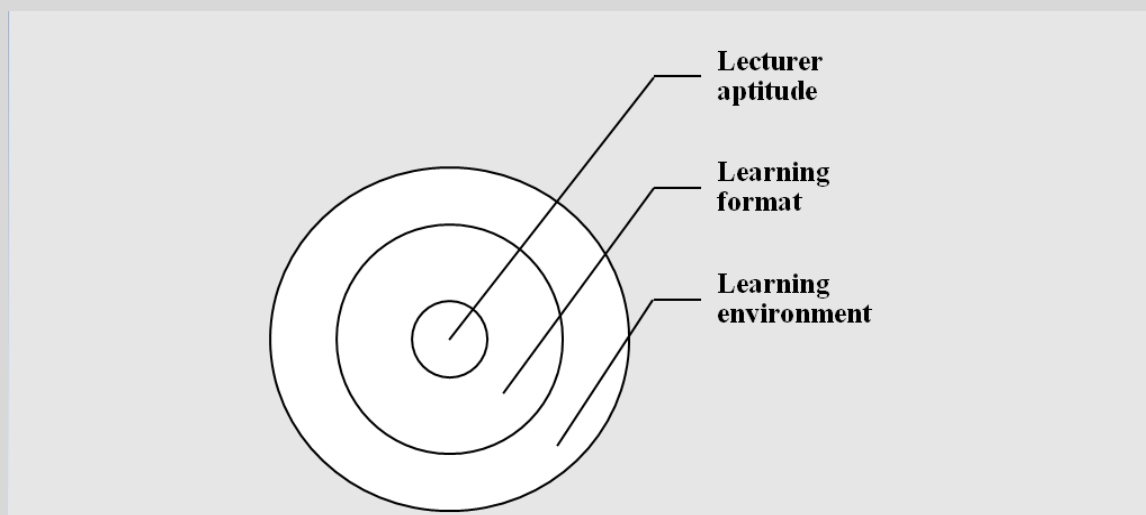 Lecturer
aptitude
Learning
format
Learning
environment